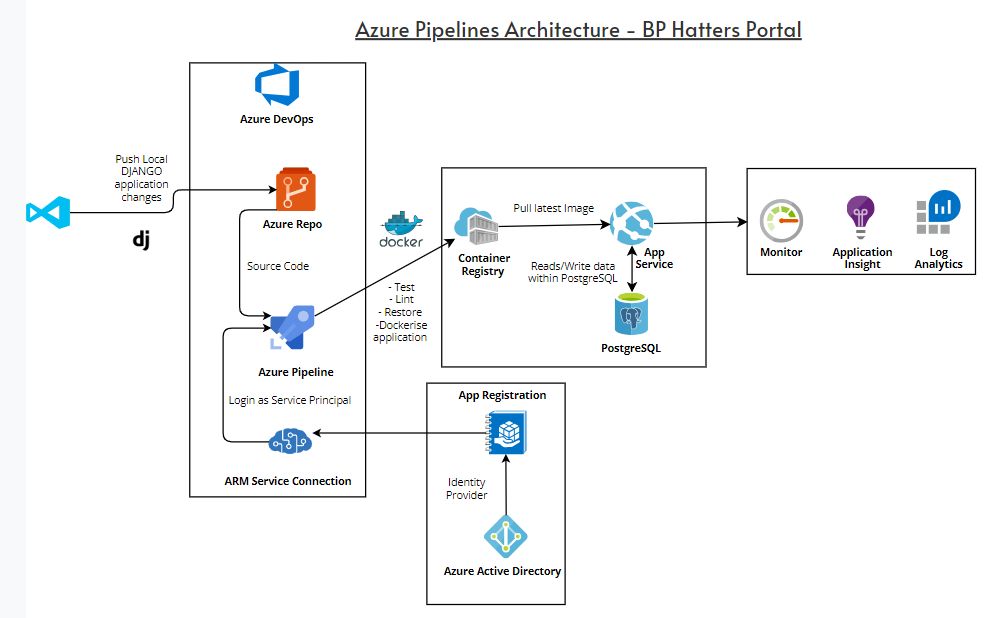 Azure Pipelines Architecture - BP Hatters Portal
Azure DevOps
Push Local
DJANGO
application
changes
dj
Azure Repo
Source Code
docker
- Test
- Lint
- Restore
-Dockerise
application
Azure Pipeline
Login as Service Principal
ARM Service Connection
Container
Registry
Pull latest Image
App
Service
Reads/Write data
within PostgreSQL
PostgreSQL
Monitor
Application
Insight
Log
Analytics
App Registration
Identity
Provider
Azure Active Directory